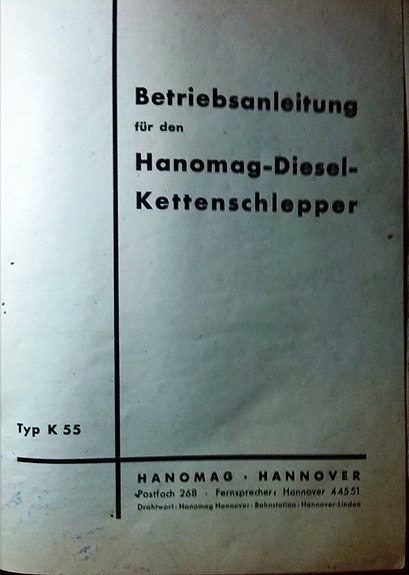 Betriebsanleitung
für den
Hanomag-Diesel-
Kettenschlepper
Typ K 55
HANOMAG · HANNOVER
Postfach 268 · Fernsprecher: Hannover 44551
Drahtwort: Hanomag Hannover · Bahnstation: Hannover-Linden